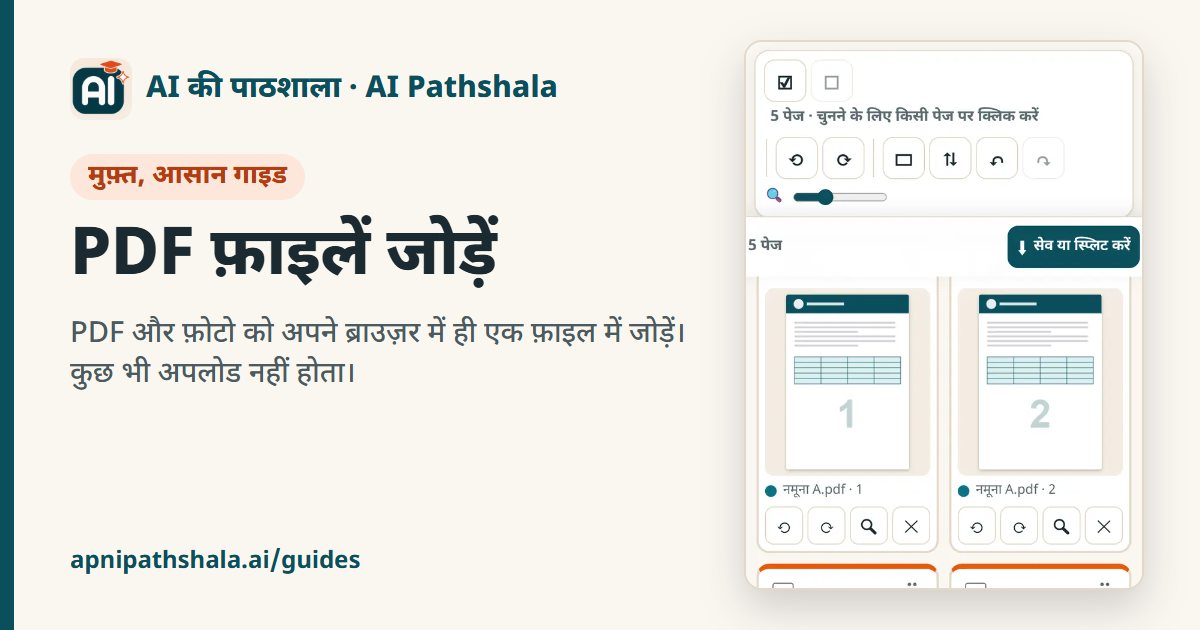 AI
AI की पाठशाला · AI Pathshala
मुफ़्त, आसान गाइड
PDF फ़ाइलें जोड़ें
PDF और फ़ोटो को अपने ब्राउज़र में ही एक फ़ाइल में जोड़ें।
कुछ भी अपलोड नहीं होता।
apnipathshala.ai/guides
5 पेज · चुनने के लिए किसी पेज पर क्लिक करें
5 पेज
सेव या स्प्लिट करें
1
2
नमूना A.pdf · 1
नमूना A.pdf · 2